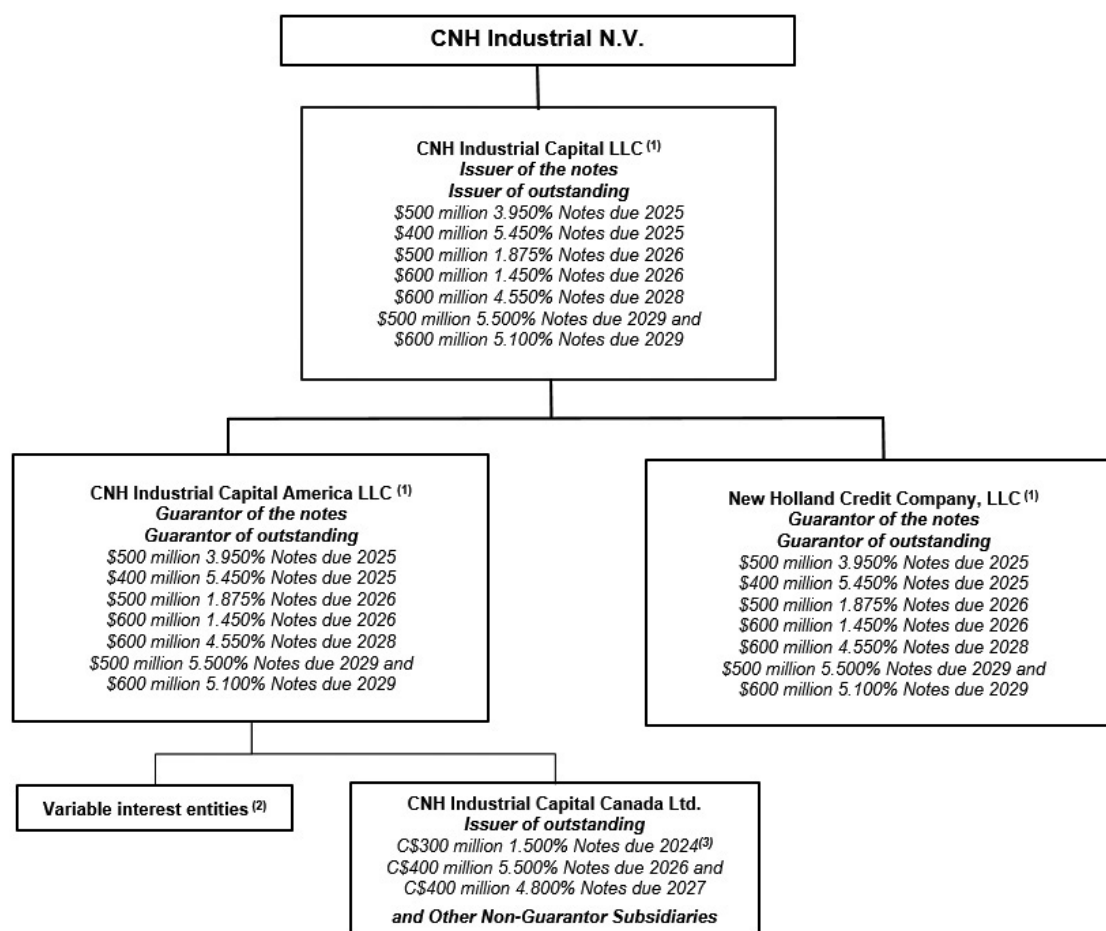 CNH Industrial N.V.
CNH Industrial Capital LLC (1)
Issuer of the notes
Issuer of outstanding
$500 million 3.950% Notes due 2025
$400 million 5.450% Notes due 2025
$500 million 1.875% Notes due 2026
$600 million 1.450% Notes due 2026
$600 million 4.550% Notes due 2028
$500 million 5.500% Notes due 2029 and
$600 million 5.100% Notes due 2029
CNH Industrial Capital America LLC (1)
Guarantor of the notes
Guarantor of outstanding
$500 million 3.950% Notes due 2025
$400 million 5.450% Notes due 2025
$500 million 1.875% Notes due 2026
$600 million 1.450% Notes due 2026
$600 million 4.550% Notes due 2028
$500 million 5.500% Notes due 2029 and
$600 million 5.100% Notes due 2029
New Holland Credit Company, LLC (1)
Guarantor of the notes
Guarantor of outstanding
$500 million 3.950% Notes due 2025
$400 million 5.450% Notes due 2025
$500 million 1.875% Notes due 2026
$600 million 1.450% Notes due 2026
$600 million 4.550% Notes due 2028
$500 million 5.500% Notes due 2029 and
$600 million 5.100% Notes due 2029
Variable interest entities (2)
CNH Industrial Capital Canada Ltd.
Issuer of outstanding
C$300 million 1.500% Notes due 2024(3)
C$400 million 5.500% Notes due 2026 and
C$400 million 4.800% Notes due 2027
and Other Non-Guarantor Subsidiaries